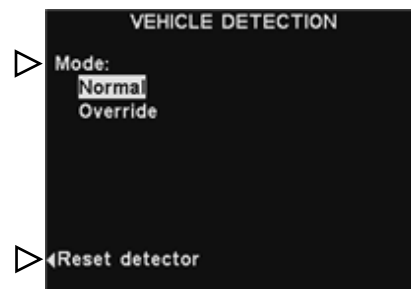 VEHICLE DETECTION
Mode:
Normal
Override
Reset detector